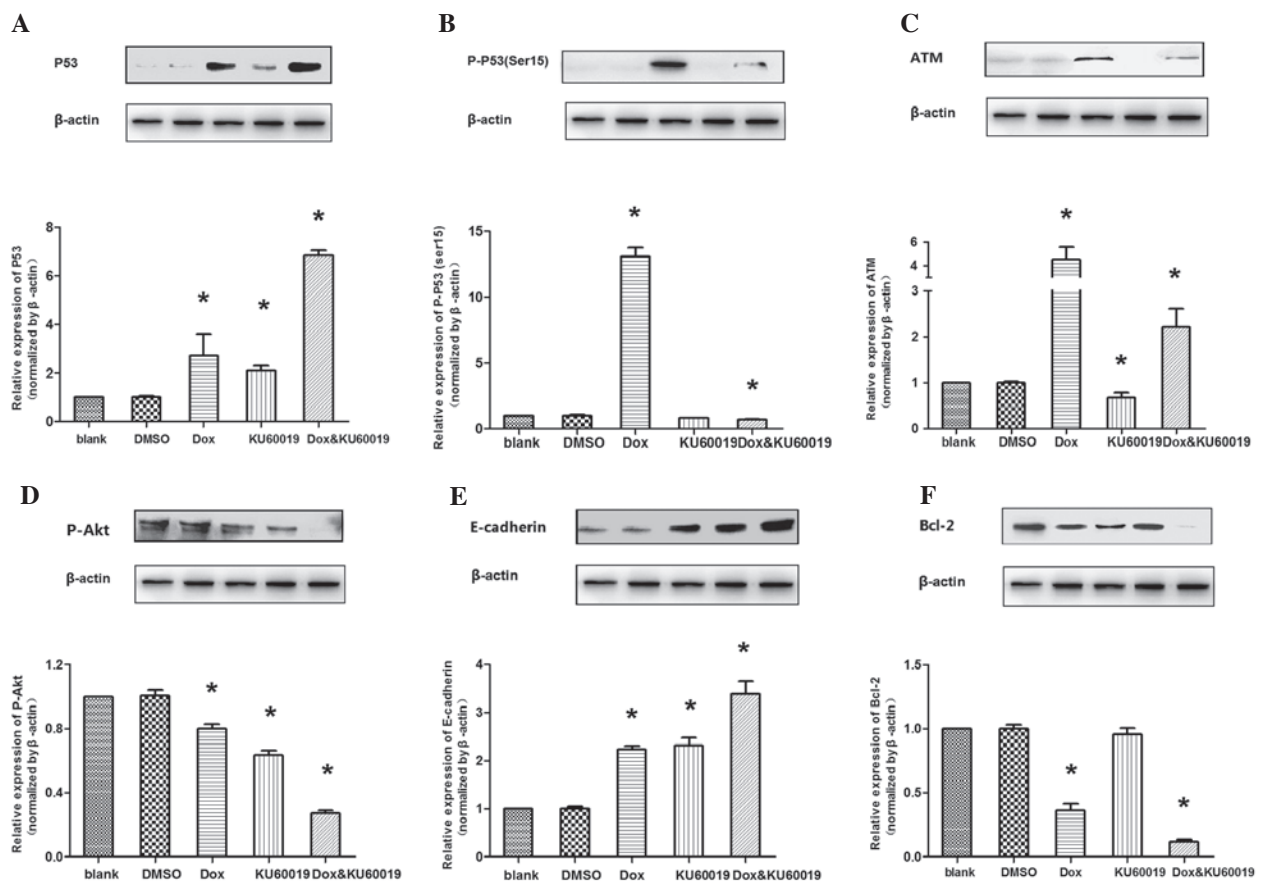 A
P53
β-actin
Relative expression of P53
(normalized by β-actin)
8
6
4
2
0
blank DMSO Dox KU60019 Dox&KU60019
*
*
*
B
P-P53(Ser15)
β-actin
Relative expression of P-P53 (ser15)
(normalized by β-actin)
15
10
5
0
blank DMSO Dox KU60019 Dox&KU60019
*
*
C
ATM
β-actin
Relative expression of ATM
(normalized by β-actin)
6
4
3
2
1
0
blank DMSO Dox KU60019 Dox&KU60019
*
*
*
D
P-Akt
β-actin
Relative expression of P-Akt
(normalized by β-actin)
1.2
0.8
0.4
0.0
blank DMSO Dox KU60019 Dox&KU60019
*
*
*
E
E-cadherin
β-actin
Relative expression of E-cadherin
(normalized by β-actin)
4
3
2
1
0
blank DMSO Dox KU60019 Dox&KU60019
*
*
*
F
Bcl-2
β-actin
Relative expression of Bcl-2
(normalized by β-actin)
1.5
1.0
0.5
0.0
blank DMSO Dox KU60019 Dox&KU60019
*
*